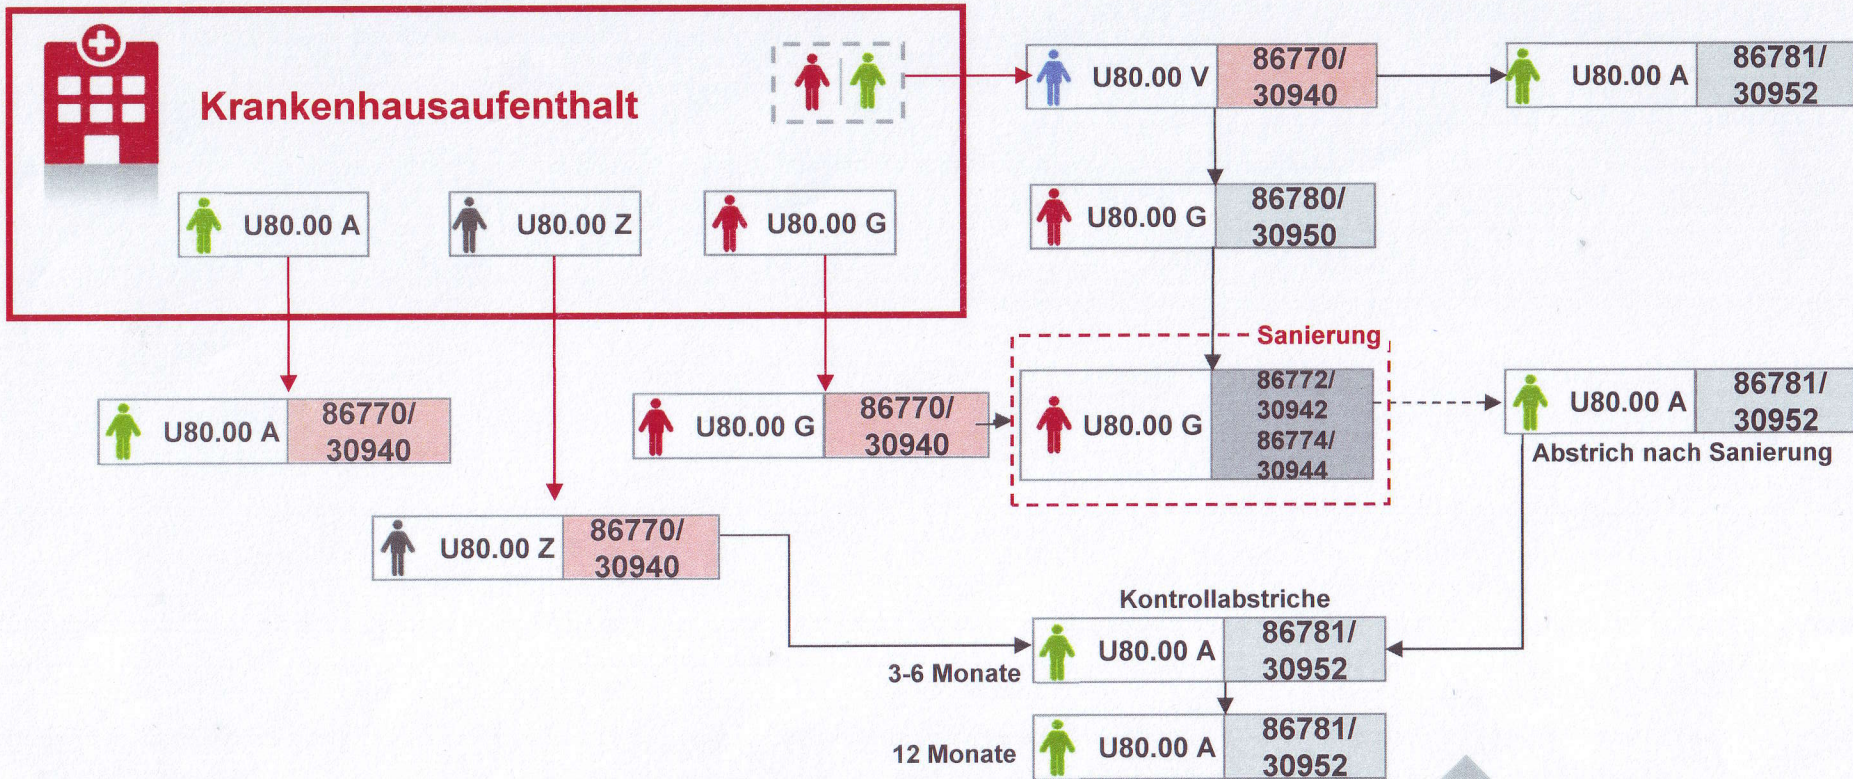 Krankenhausaufenthalt
U80.00 V
86770/
30940
U80.00 A
86781/
30952
U80.00 A
U80.00 Z
U80.00 G
U80.00 G
86780/
30950
Sanierung
U80.00 A
86770/
30940
U80.00 G
86770/
30940
U80.00 G
86772/
30942
86774/
30944
U80.00 A
86781/
30952
Abstrich nach Sanierung
U80.00 Z
86770/
30940
Kontrollabstriche
3-6 Monate
U80.00 A
86781/
30952
12 Monate
U80.00 A
86781/
30952